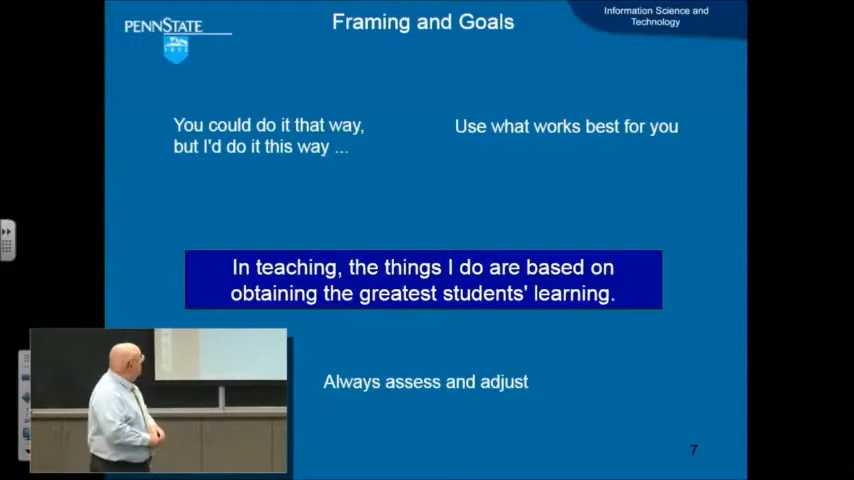 PENNSTATE
1855
Framing and Goals
Information Science and
Technology
You could do it that way,
but I'd do it this way ...
Use what works best for you
In teaching, the things I do are based on
obtaining the greatest students' learning.
Always assess and adjust
7